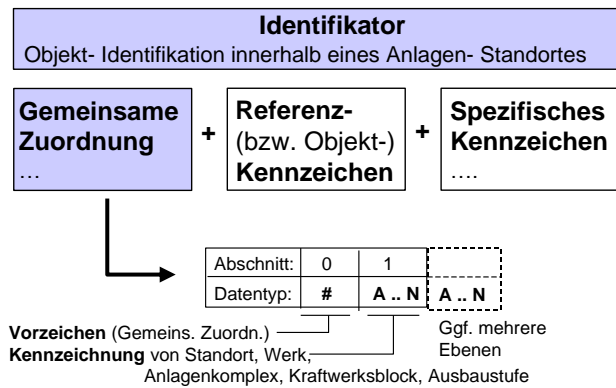 Identifikator
Objekt- Identifikation innerhalb eines Anlagen- Standortes
Gemeinsame
Zuordnung
…
+
Referenz-
(bzw. Objekt-)
Kennzeichen
+
Spezifisches
Kennzeichen
….
Abschnitt: 0 1
Datentyp: # A .. N A .. N
Vorzeichen (Gemeins. Zuordn.)
Kennzeichnung von Standort, Werk,
Anlagenkomplex, Kraftwerksblock, Ausbaustufe
Ggf. mehrere
Ebenen